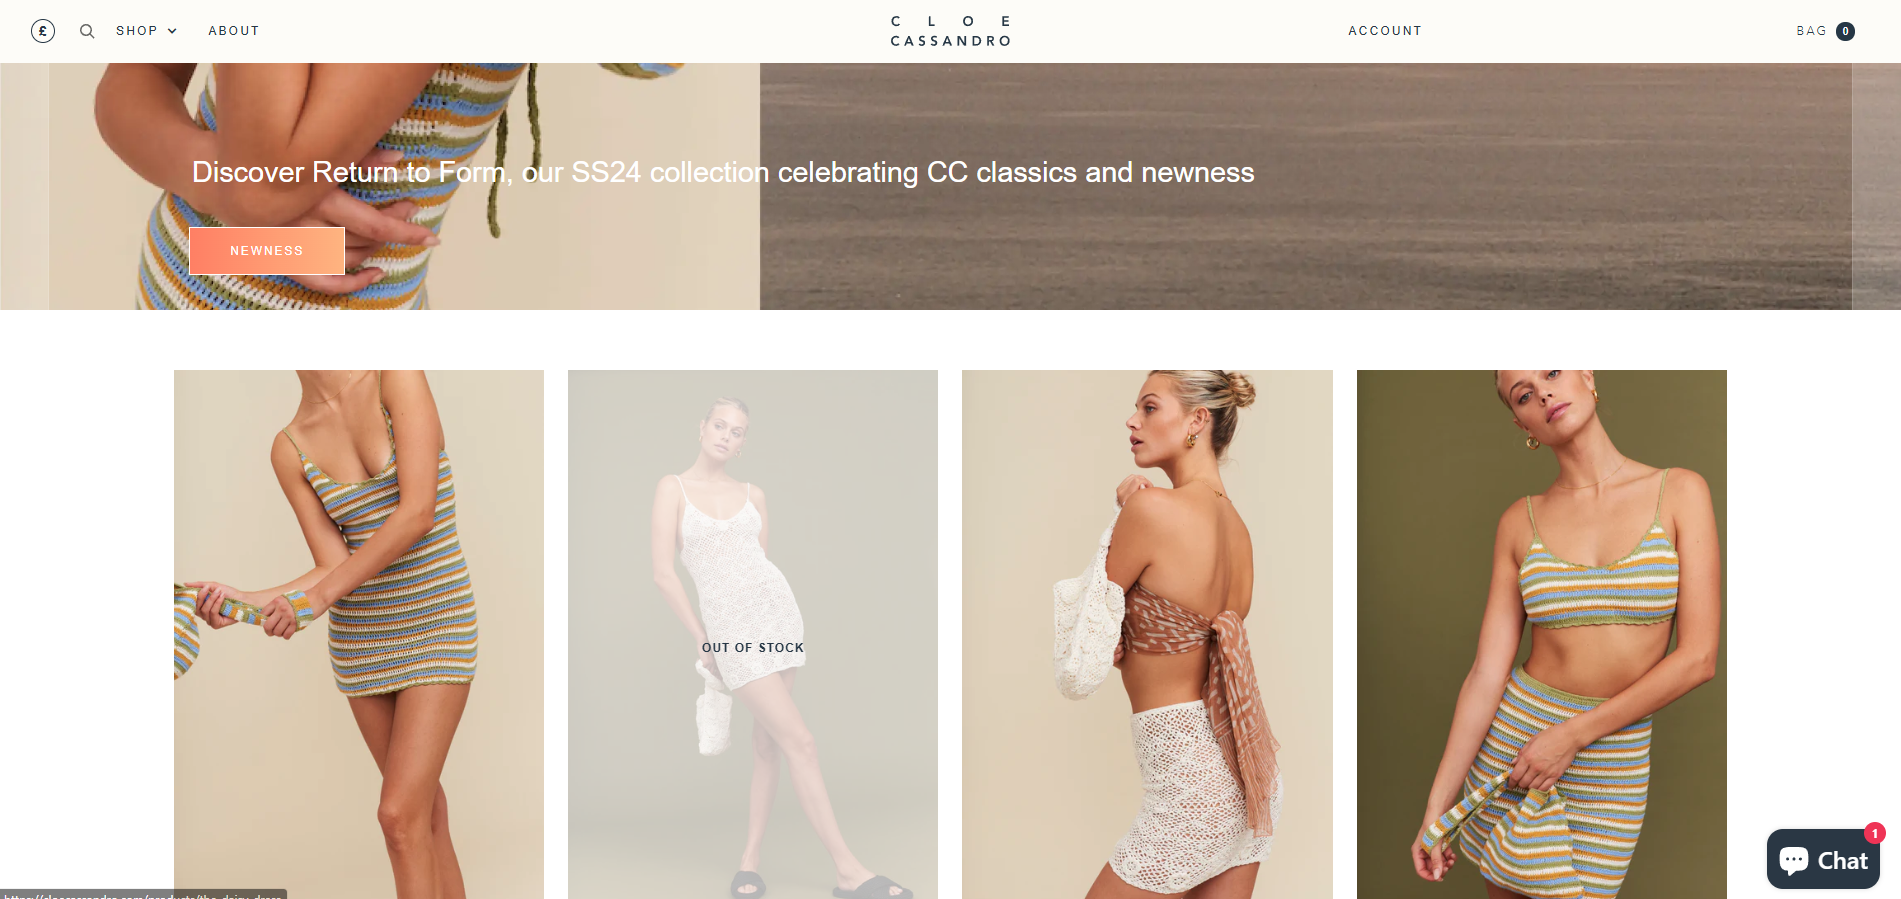 £
SHOP
ABOUT
CLOE
CASSANDRO
ACCOUNT
BAG 0
Discover Return to Form, our SS24 collection celebrating CC classics and newness
NEWNESS
OUT OF STOCK
1
Chat